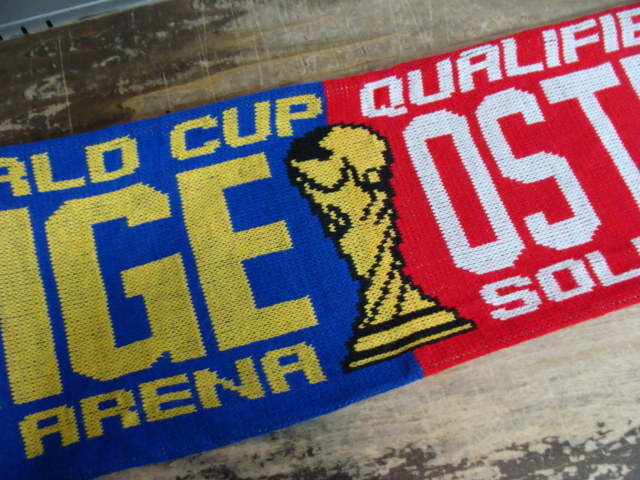 RLD CUP
IGE
ARENA
QUALIFIE
OST
SOL